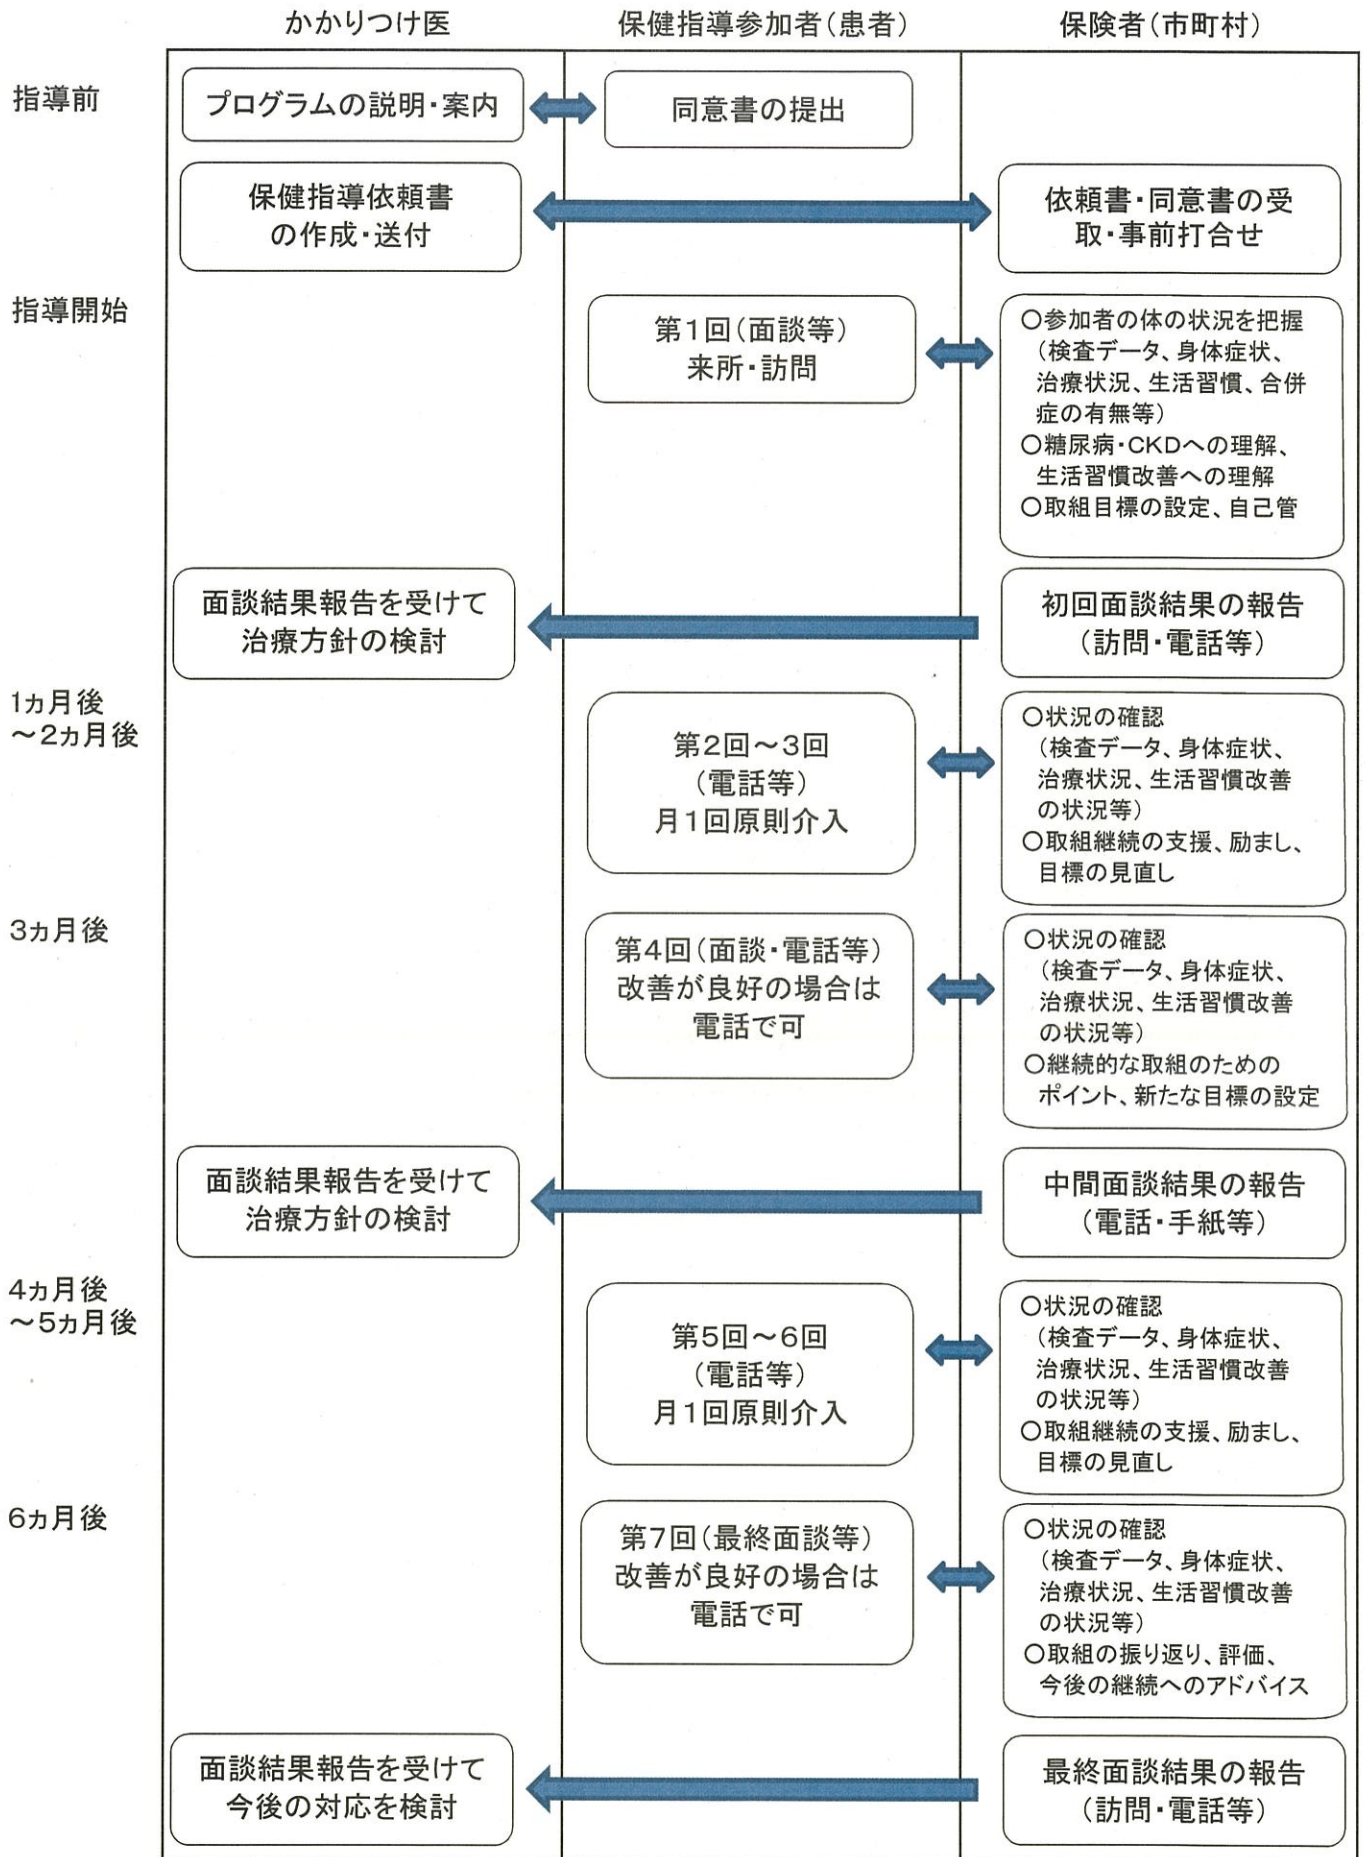 かかりつけ医
保健指導参加者(患者)
保険者(市町村)
指導前
プログラムの説明・案内
同意書の提出
保健指導依頼書
の作成・送付
依頼書・同意書の受
取・事前打合せ
指導開始
第1回(面談等)
来所・訪問
○参加者の体の状況を把握
(検査データ、身体症状、
治療状況、生活習慣、合併
症の有無等)
○糖尿病・CKDへの理解、
生活習慣改善への理解
○取組目標の設定、自己管
面談結果報告を受けて
治療方針の検討
初回面談結果の報告
(訪問・電話等)
1ヵ月後
~2ヵ月後
第2回~3回
(電話等)
月1回原則介入
○状況の確認
(検査データ、身体症状、
治療状況、生活習慣改善
の状況等)
○取組継続の支援、励まし、
目標の見直し
3ヵ月後
第4回(面談・電話等)
改善が良好の場合は
電話で可
○状況の確認
(検査データ、身体症状、
治療状況、生活習慣改善
の状況等)
○継続的な取組のための
ポイント、新たな目標の設定
面談結果報告を受けて
治療方針の検討
中間面談結果の報告
(電話・手紙等)
4ヵ月後
~5ヵ月後
第5回~6回
(電話等)
月1回原則介入
○状況の確認
(検査データ、身体症状、
治療状況、生活習慣改善
の状況等)
○取組継続の支援、励まし、
目標の見直し
6ヵ月後
第7回(最終面談等)
改善が良好の場合は
電話で可
○状況の確認
(検査データ、身体症状、
治療状況、生活習慣改善
の状況等)
○取組の振り返り、評価、
今後の継続へのアドバイス
面談結果報告を受けて
今後の対応を検討
最終面談結果の報告
(訪問・電話等)